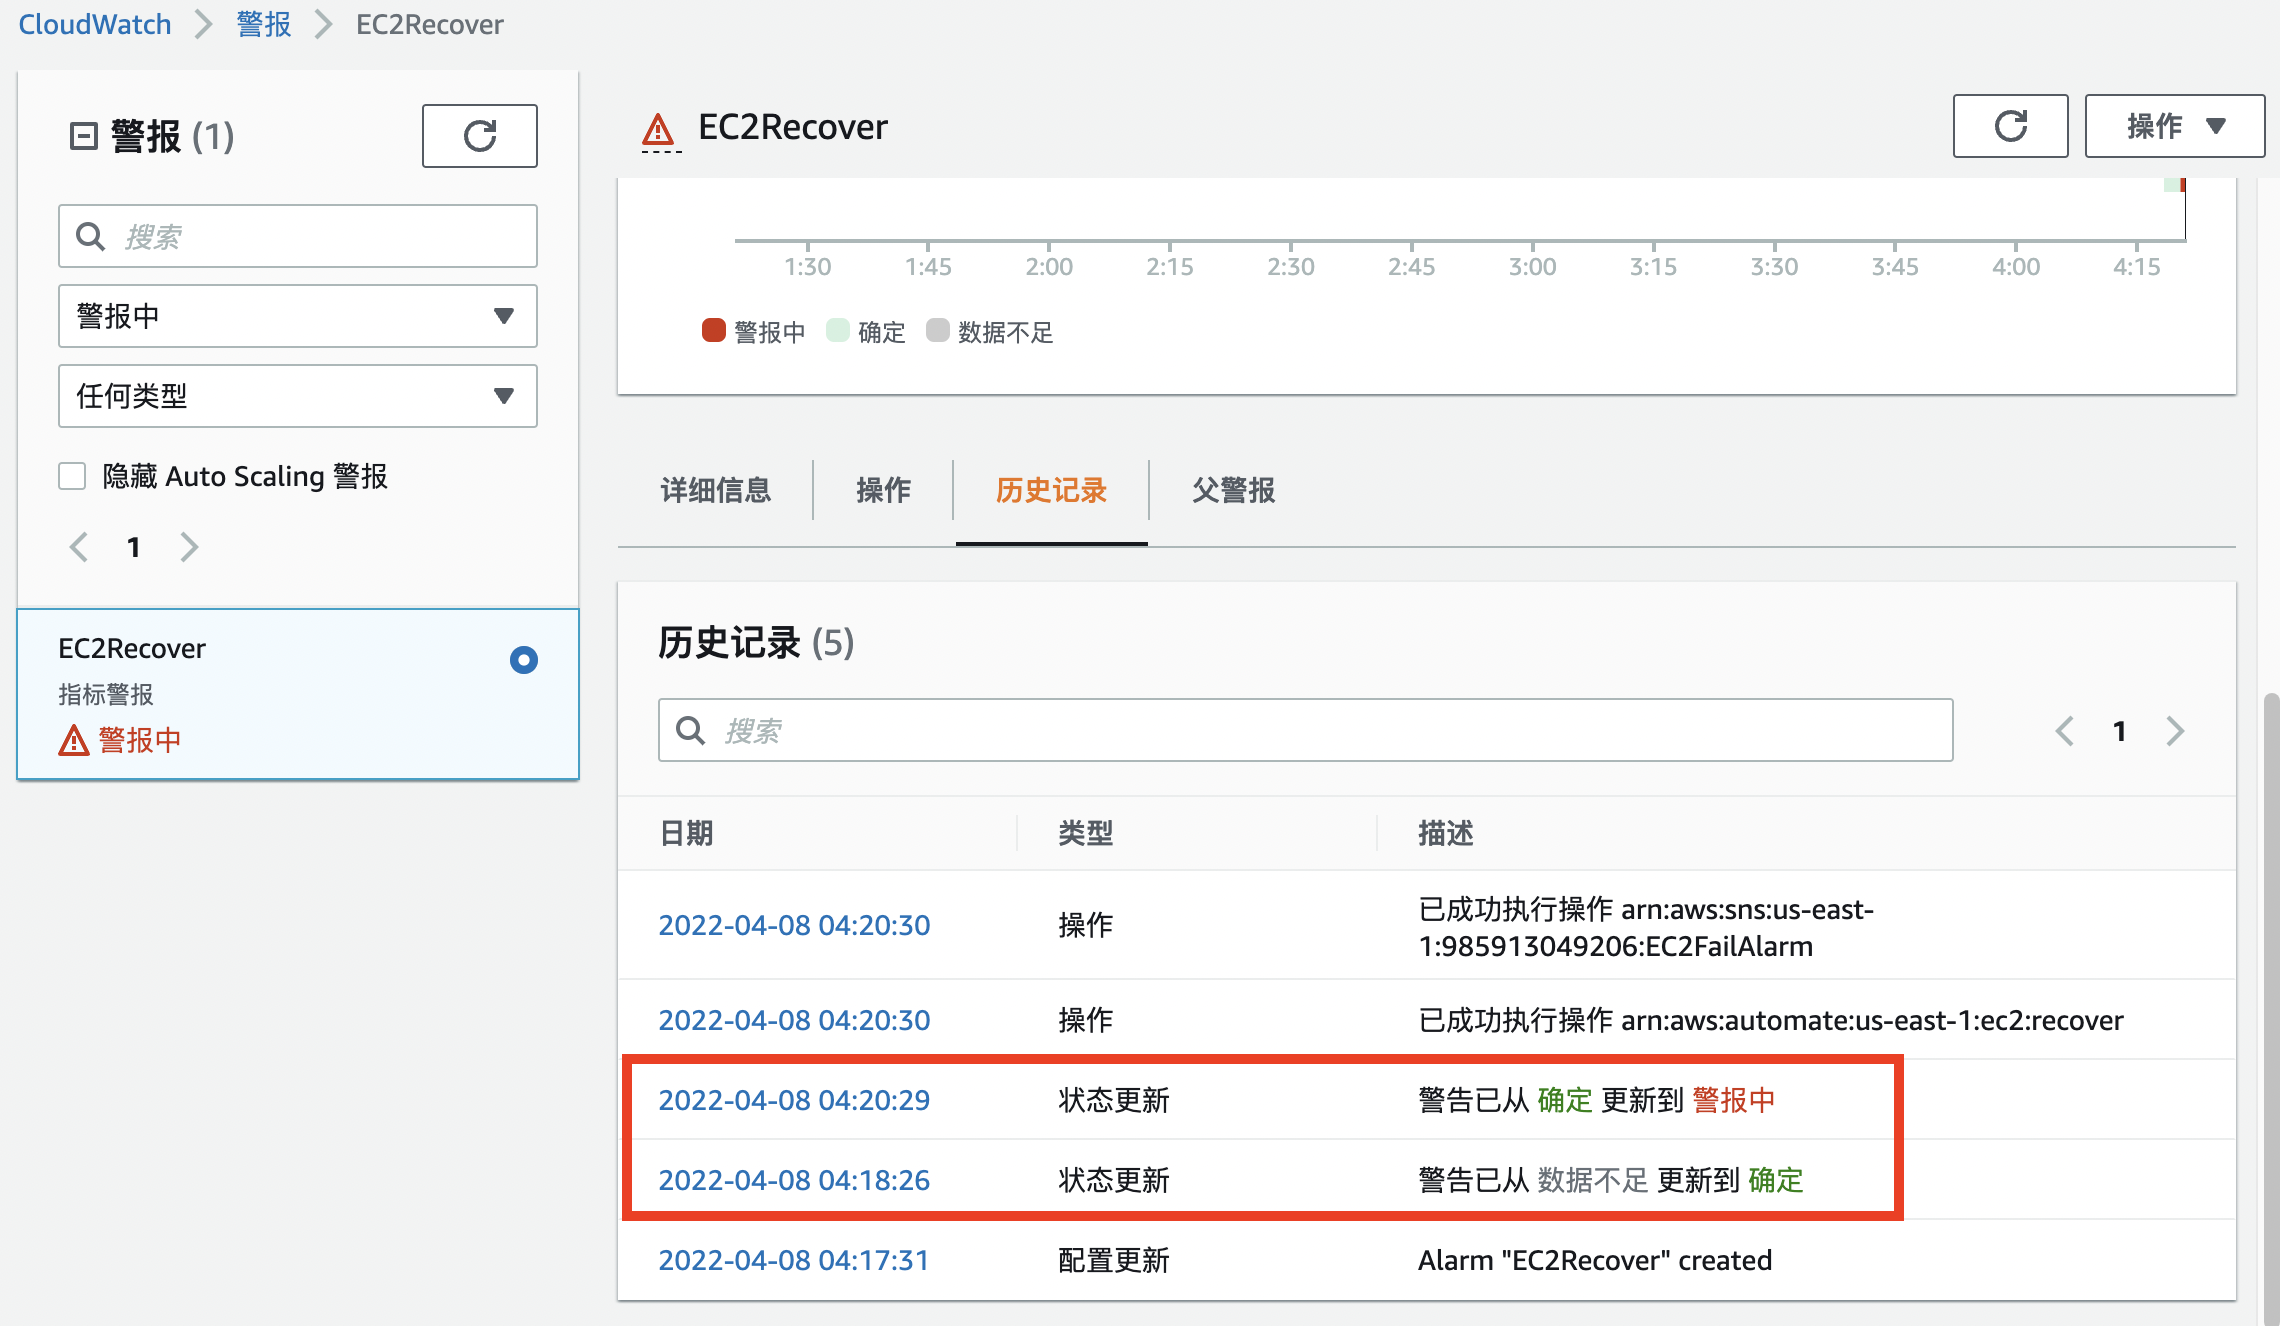 CloudWatch 警报 EC2Recover
警报 (1)
搜索
警报中
任何类型
隐藏 Auto Scaling 警报
1
EC2Recover
指标警报
警报中
EC2Recover
操作
1:30 1:45 2:00 2:15 2:30 2:45 3:00 3:15 3:30 3:45 4:00 4:15
警报中 确定 数据不足
详细信息 操作 历史记录 父警报
历史记录 (5)
搜索
1
日期 类型 描述
2022-04-08 04:20:30 操作 已成功执行操作 arn:aws:sns:us-east-
1:985913049206:EC2FailAlarm
2022-04-08 04:20:30 操作 已成功执行操作 arn:aws:automate:us-east-1:ec2:recover
2022-04-08 04:20:29 状态更新 警告已从 确定 更新到 警报中
2022-04-08 04:18:26 状态更新 警告已从 数据不足 更新到 确定
2022-04-08 04:17:31 配置更新 Alarm "EC2Recover" created